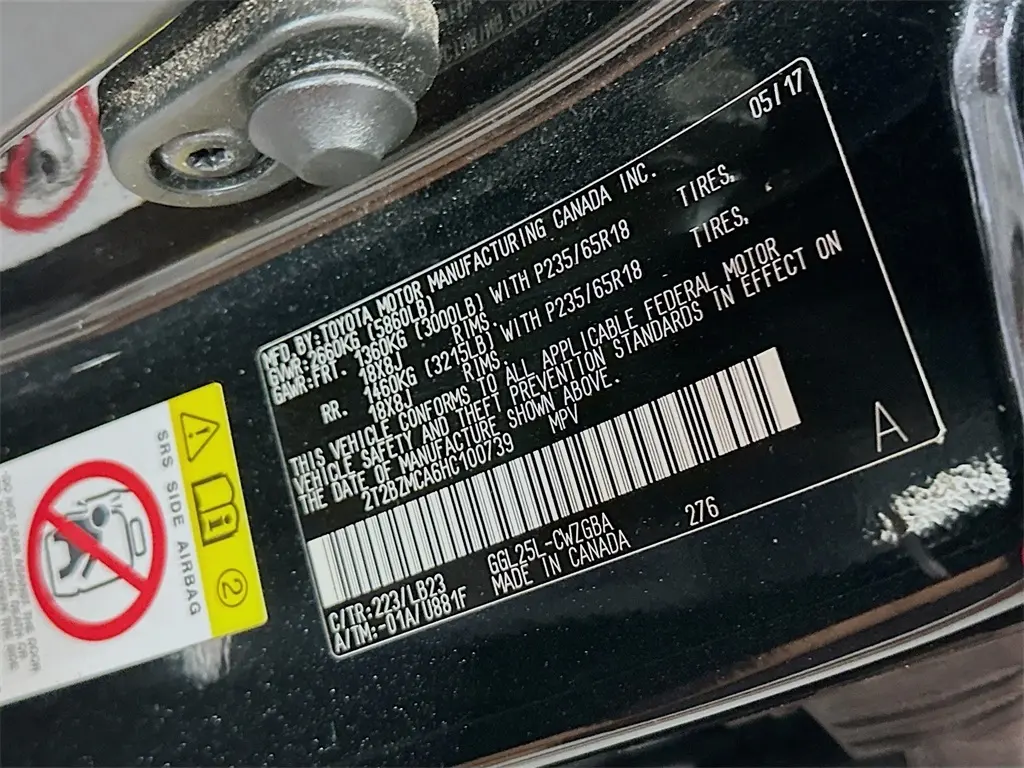 05/17
MFD. BY: TOYOTA MOTOR MANUFACTURING CANADA INC.
GVWR: 2660KG (5860LB)
GAWR: FRT. 1360KG (3000LB) WITH P235/65R18 TIRES,
18X8J RIMS.
RR. 1460KG (3215LB) WITH P235/65R18 TIRES,
18X8J RIMS.
THIS VEHICLE CONFORMS TO ALL APPLICABLE FEDERAL MOTOR
VEHICLE SAFETY AND THEFT PREVENTION STANDARDS IN EFFECT ON
THE DATE OF MANUFACTURE SHOWN ABOVE.
2T2BZMCA6HC100739 MPV
A
C/TR: 223/LB23 GGL25L-CWZGBA 276
A/TM: -01A/U881F MADE IN CANADA
SRS SIDE AIRBAG
2